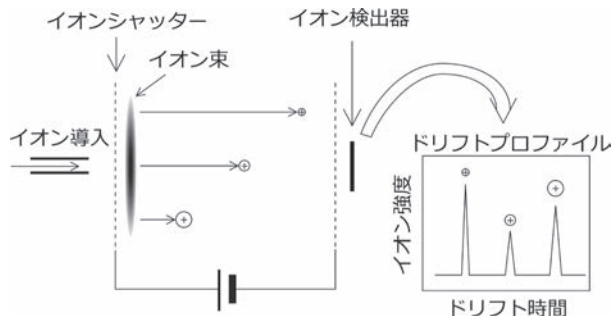 イオンシャッター
イオン検出器
イオン束
イオン導入
ドリフトプロファイル
イオン強度
ドリフト時間